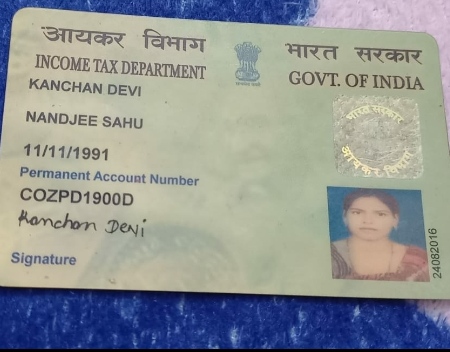 आयकर विभाग
INCOME TAX DEPARTMENT
भारत सरकार
GOVT. OF INDIA
KANCHAN DEVI
NANDJEE SAHU
11/11/1991
Permanent Account Number
COZPD1900D
Kanchan Devi
Signature
भारत सरकार
आयकर विभाग
24082016